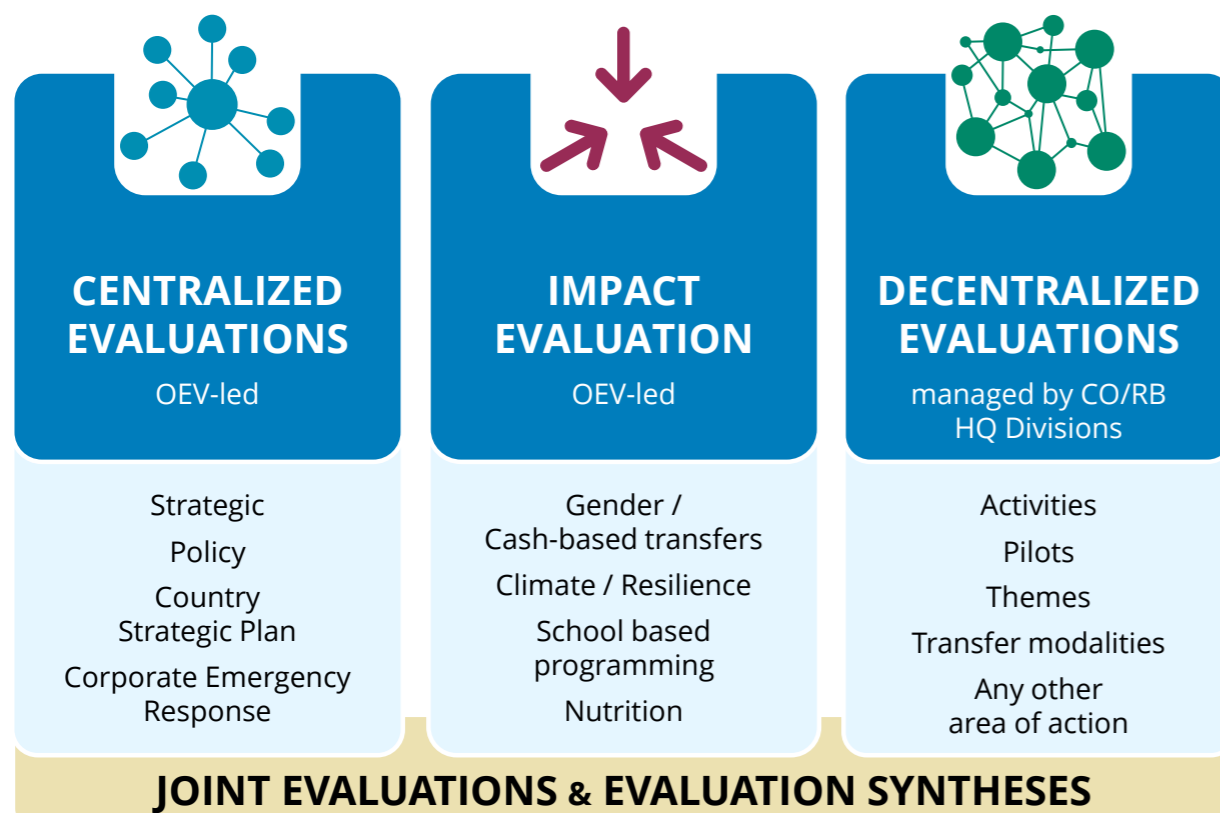 CENTRALIZED
EVALUATIONS
OEV-led
Strategic
Policy
Country
Strategic Plan
Corporate Emergency
Response
IMPACT
EVALUATION
OEV-led
Gender /
Cash-based transfers
Climate / Resilience
School based
programming
Nutrition
DECENTRALIZED
EVALUATIONS
managed by CO/RB
HQ Divisions
Activities
Pilots
Themes
Transfer modalities
Any other
area of action
JOINT EVALUATIONS & EVALUATION SYNTHESES